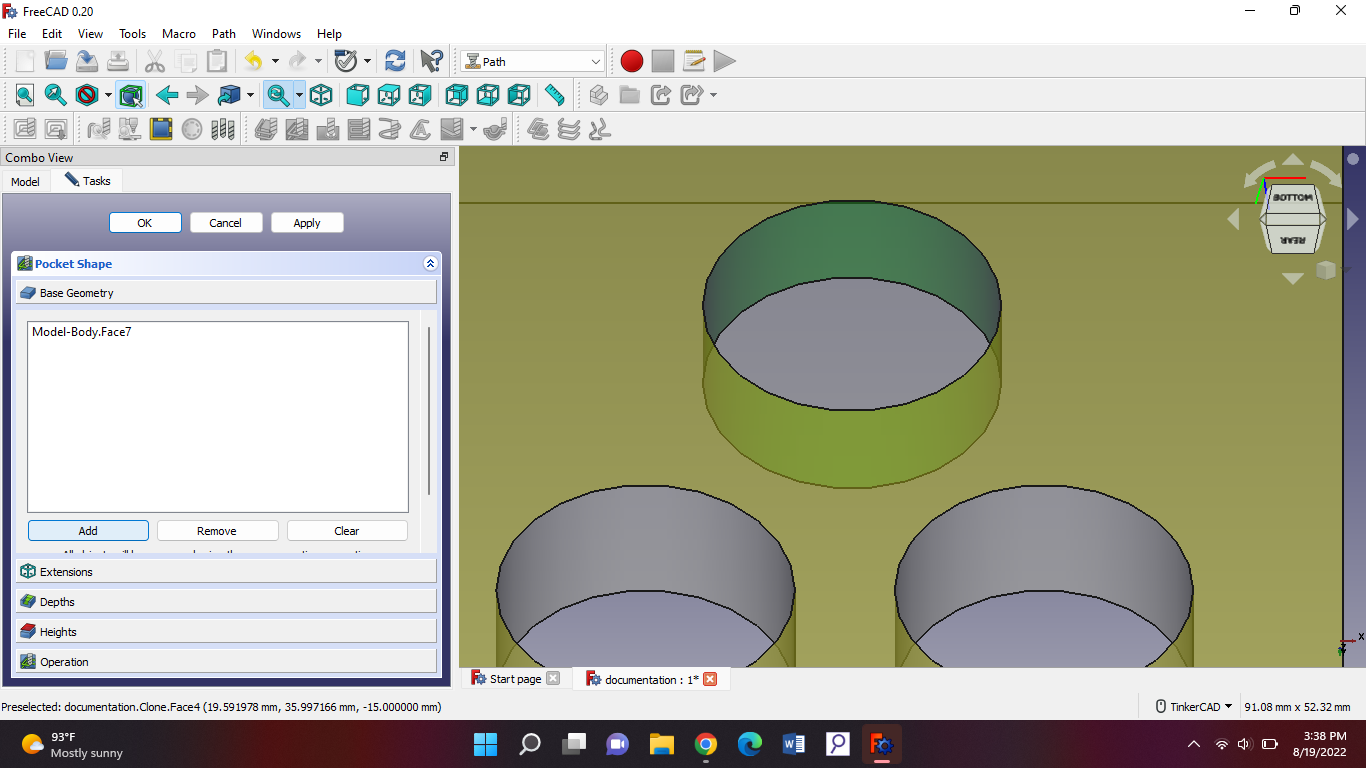 FreeCAD 0.20
File Edit View Tools Macro Path Windows Help
Path
Combo View
Model Tasks
OK Cancel Apply
Pocket Shape
Base Geometry
Model-Body.Face7
Add Remove Clear
Extensions
Depths
Heights
Operation
BOTTOM
REAR
X
Start page documentation : 1*
Preselected: documentation.Clone.Face4 (19.591978 mm, 35.997166 mm, -15.000000 mm)
TinkerCAD 91.08 mm x 52.32 mm
93°F
Mostly sunny
3:38 PM
8/19/2022